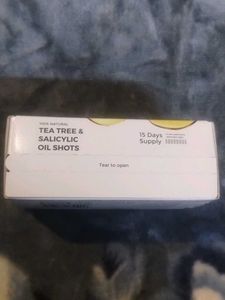 100% NATURAL
TEA TREE &
SALICYLIC
OIL SHOTS
15 Days
Supply
Tear to open